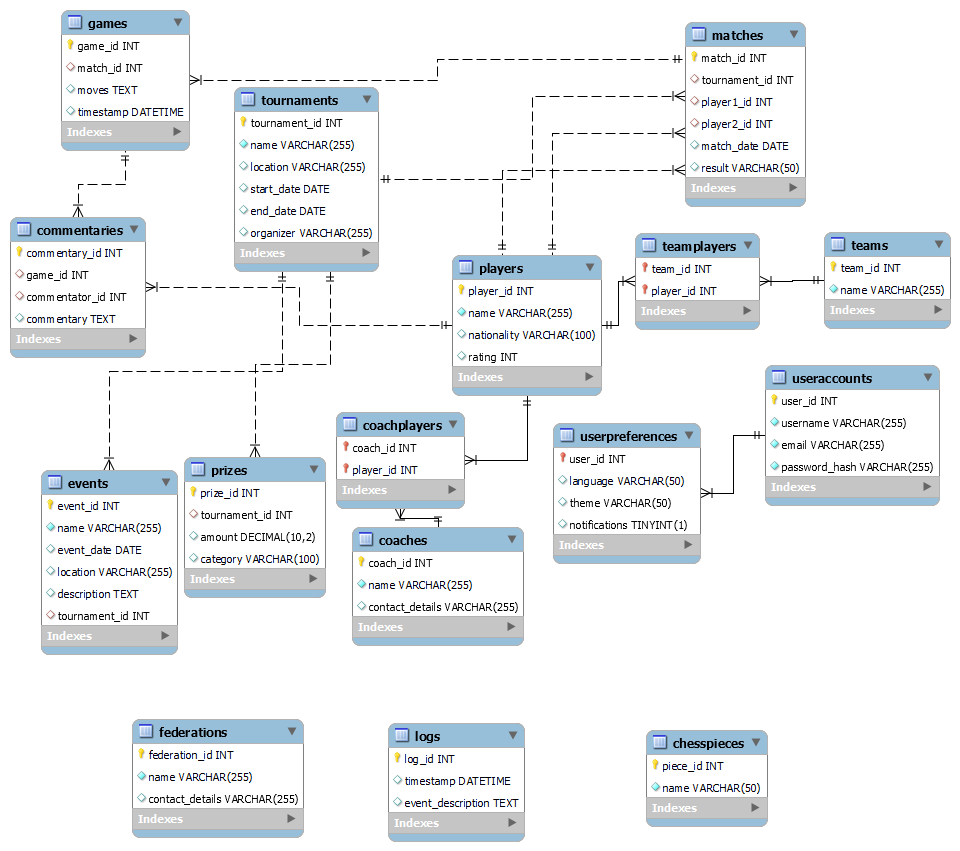 games
game_id INT
match_id INT
moves TEXT
timestamp DATETIME
Indexes
matches
match_id INT
tournament_id INT
player1_id INT
player2_id INT
match_date DATE
result VARCHAR(50)
Indexes
tournaments
tournament_id INT
name VARCHAR(255)
location VARCHAR(255)
start_date DATE
end_date DATE
organizer VARCHAR(255)
Indexes
commentaries
commentary_id INT
game_id INT
commentator_id INT
commentary TEXT
Indexes
players
player_id INT
name VARCHAR(255)
nationality VARCHAR(100)
rating INT
Indexes
teamplayers
team_id INT
player_id INT
Indexes
teams
team_id INT
name VARCHAR(255)
Indexes
useraccounts
user_id INT
username VARCHAR(255)
email VARCHAR(255)
password_hash VARCHAR(255)
Indexes
coachplayers
coach_id INT
player_id INT
Indexes
userpreferences
user_id INT
language VARCHAR(50)
theme VARCHAR(50)
notifications TINYINT(1)
Indexes
events
event_id INT
name VARCHAR(255)
event_date DATE
location VARCHAR(255)
description TEXT
tournament_id INT
Indexes
prizes
prize_id INT
tournament_id INT
amount DECIMAL(10,2)
category VARCHAR(100)
Indexes
coaches
coach_id INT
name VARCHAR(255)
contact_details VARCHAR(255)
Indexes
federations
federation_id INT
name VARCHAR(255)
contact_details VARCHAR(255)
Indexes
logs
log_id INT
timestamp DATETIME
event_description TEXT
Indexes
chesspieces
piece_id INT
name VARCHAR(50)
Indexes